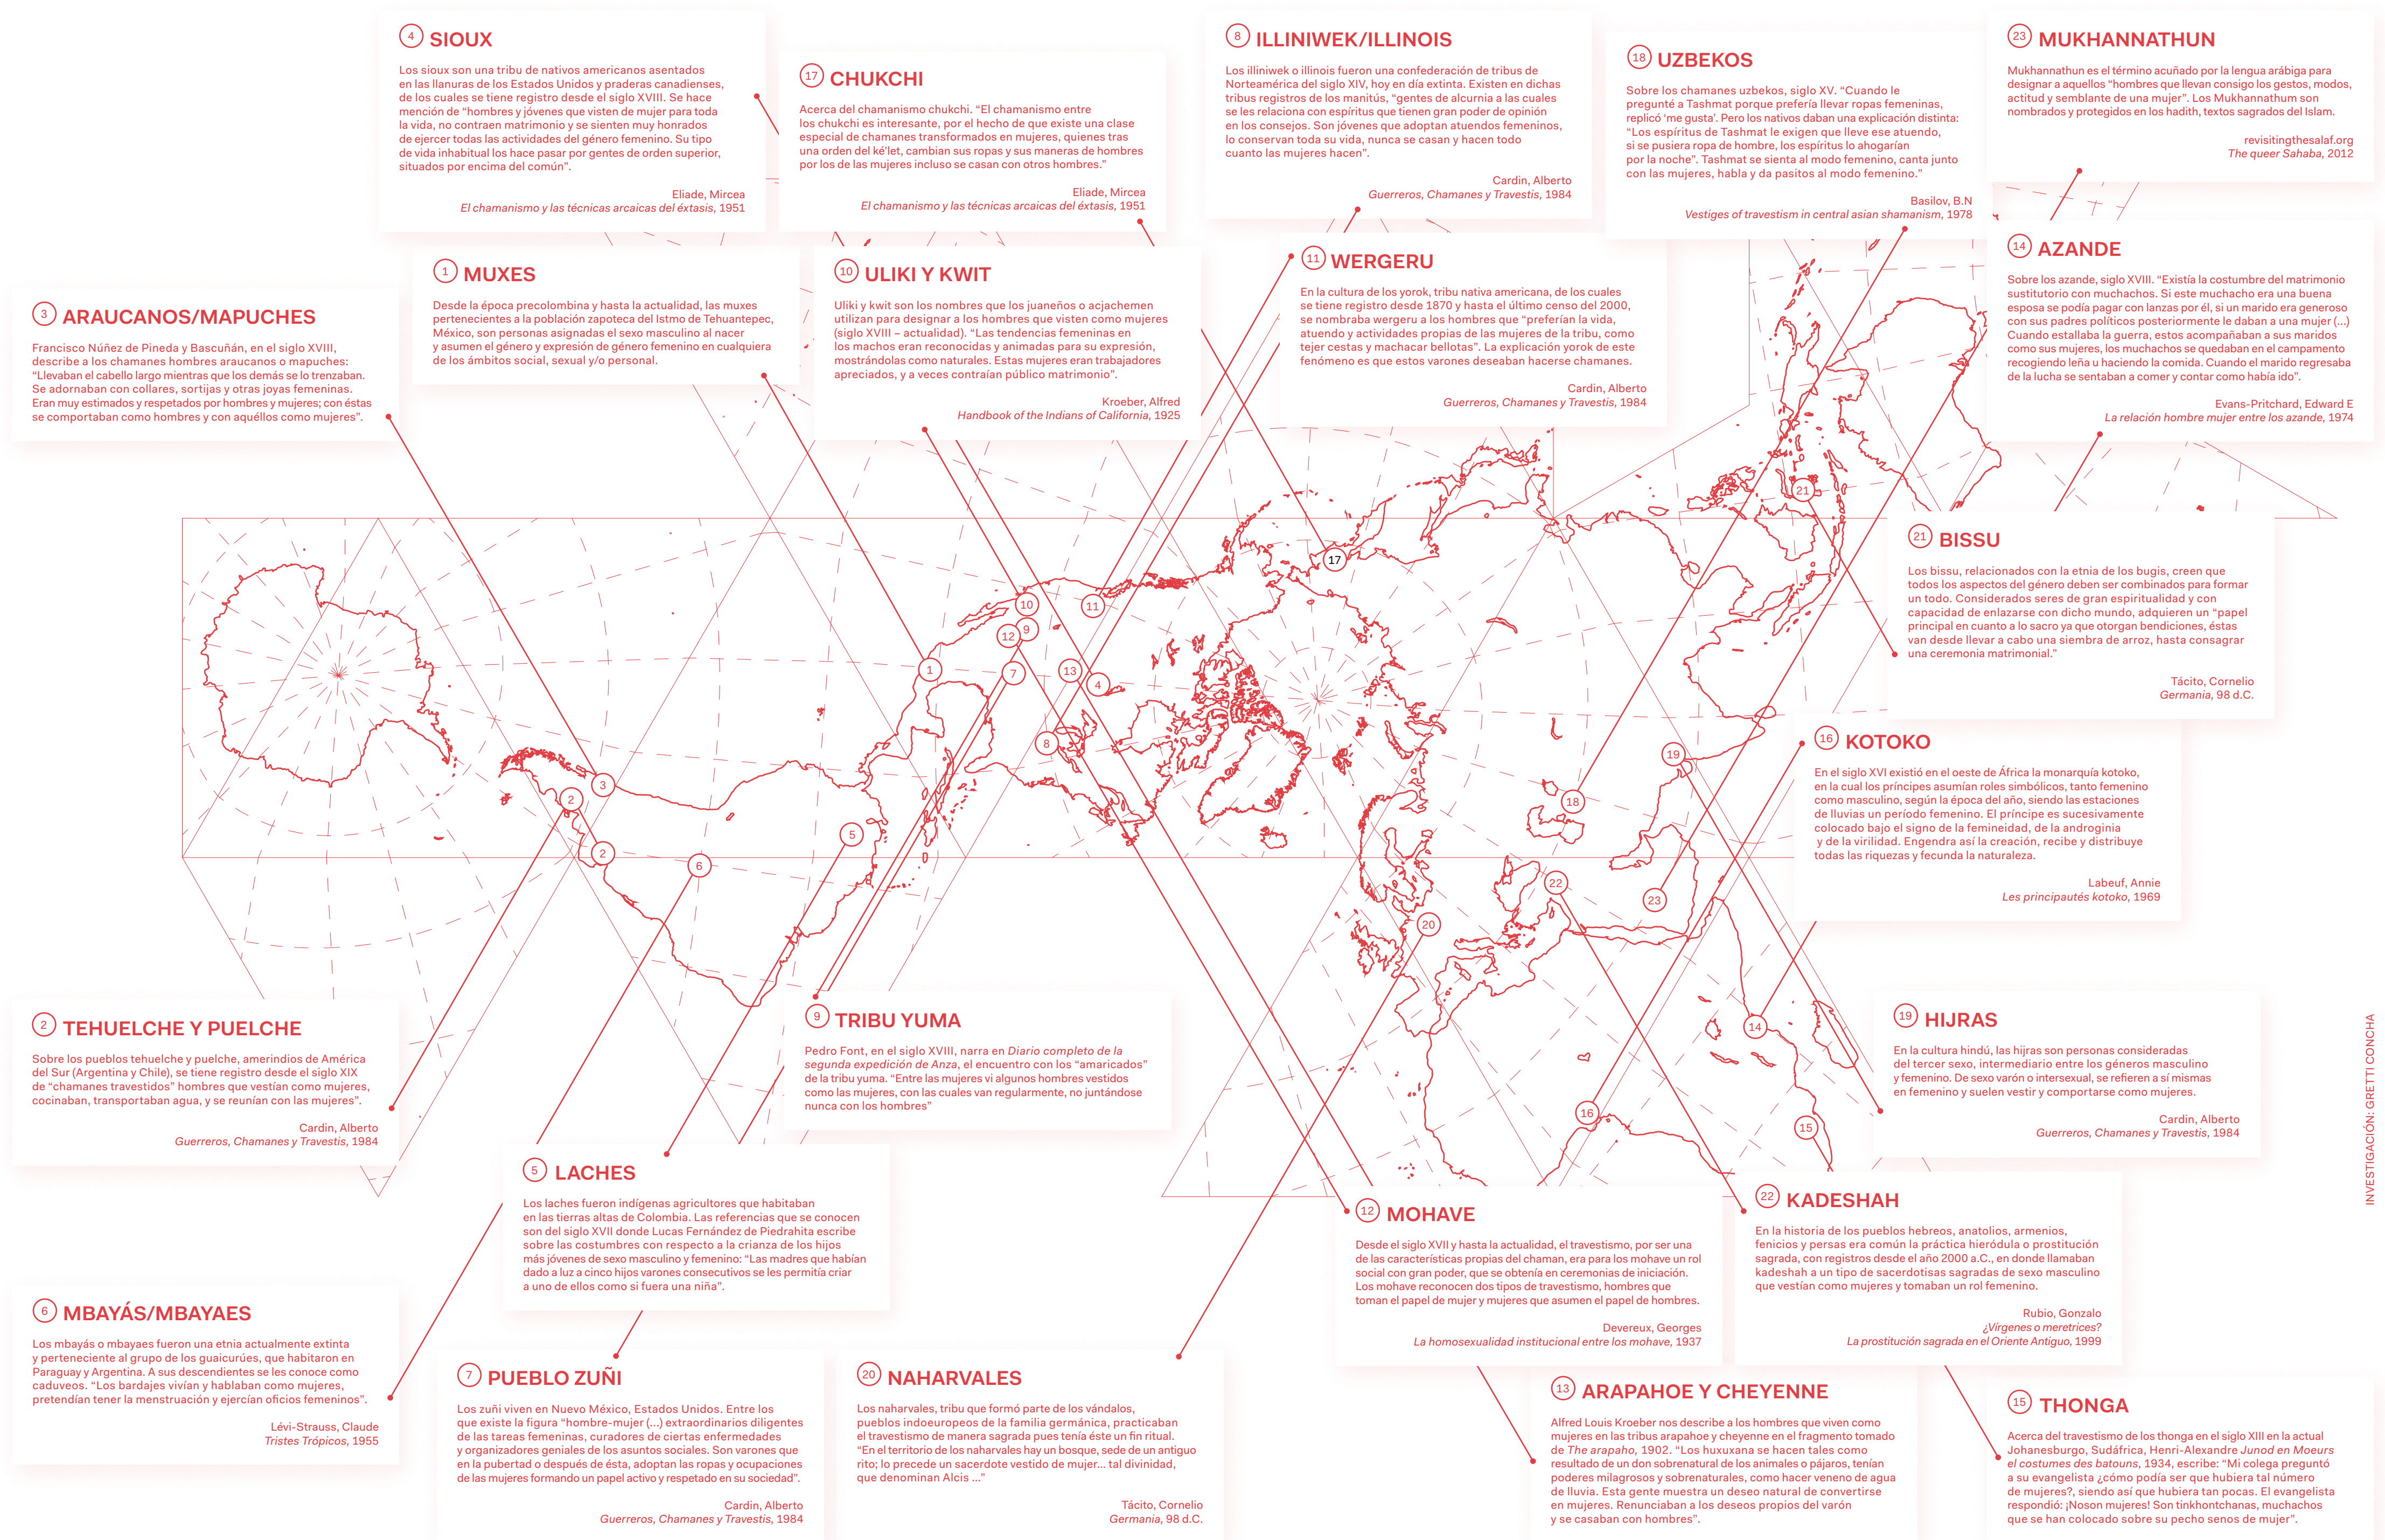 4 SIOUX
Los sioux son una tribu de nativos americanos asentados
en las llanuras de los Estados Unidos y praderas canadienses,
de los cuales se tiene registro desde el siglo XVIII. Se hace
mención de “hombres y jóvenes que visten de mujer para toda
la vida, no contraen matrimonio y se sienten muy honrados
de ejercer todas las actividades del género femenino. Su tipo
de vida inhabitual los hace pasar por gentes de orden superior,
situados por encima del común”.
Eliade, Mircea
El chamanismo y las técnicas arcaicas del éxtasis, 1951
17 CHUKCHI
Acerca del chamanismo chukchi. “El chamanismo entre
los chukchi es interesante, por el hecho de que existe una clase
especial de chamanes transformados en mujeres, quienes tras
una orden del ké’let, cambian sus ropas y sus maneras de hombres
por los de las mujeres incluso se casan con otros hombres.”
Eliade, Mircea
El chamanismo y las técnicas arcaicas del éxtasis, 1951
8 ILLINIWEK/ILLINOIS
Los illiniwek o illinois fueron una confederación de tribus de
Norteamérica del siglo XIV, hoy en día extinta. Existen en dichas
tribus registros de los manitús, “gentes de alcurnia a las cuales
se les relaciona con espíritus que tienen gran poder de opinión
en los consejos. Son jóvenes que adoptan atuendos femeninos,
lo conservan toda su vida, nunca se casan y hacen todo
cuanto las mujeres hacen”.
Cardin, Alberto
Guerreros, Chamanes y Travestis, 1984
18 UZBEKOS
Sobre los chamanes uzbekos, siglo XV. “Cuando le
pregunté a Tashmat porque prefería llevar ropas femeninas,
replicó ‘me gusta’. Pero los nativos daban una explicación distinta:
“Los espíritus de Tashmat le exigen que lleve ese atuendo,
si se pusiera ropa de hombre, los espíritus lo ahogarían
por la noche”. Tashmat se sienta al modo femenino, canta junto
con las mujeres, habla y da pasitos al modo femenino.”
Basilov, B.N
Vestiges of travestism in central asian shamanism, 1978
23 MUKHANNATHUN
Mukhannathun es el término acuñado por la lengua arábiga para
designar a aquellos “hombres que llevan consigo los gestos, modos,
actitud y semblante de una mujer”. Los Mukhannathum son
nombrados y protegidos en los hadith, textos sagrados del Islam.
revisitingthesalaf.org
The queer Sahaba, 2012
3 ARAUCANOS/MAPUCHES
Francisco Núñez de Pineda y Bascuñán, en el siglo XVIII,
describe a los chamanes hombres araucanos o mapuches:
“Llevaban el cabello largo mientras que los demás se lo trenzaban.
Se adornaban con collares, sortijas y otras joyas femeninas.
Eran muy estimados y respetados por hombres y mujeres; con éstas
se comportaban como hombres y con aquéllos como mujeres”.
1 MUXES
Desde la época precolombina y hasta la actualidad, las muxes
pertenecientes a la población zapoteca del Istmo de Tehuantepec,
México, son personas asignadas el sexo masculino al nacer
y asumen el género y expresión de género femenino en cualquiera
de los ámbitos social, sexual y/o personal.
10 ULIKI Y KWIT
Uliki y kwit son los nombres que los juaneños o acjachemen
utilizan para designar a los hombres que visten como mujeres
(siglo XVIII – actualidad). “Las tendencias femeninas en
los machos eran reconocidas y animadas para su expresión,
mostrándolas como naturales. Estas mujeres eran trabajadores
apreciados, y a veces contraían público matrimonio”.
Kroeber, Alfred
Handbook of the Indians of California, 1925
11 WERGERU
En la cultura de los yorok, tribu nativa americana, de los cuales
se tiene registro desde 1870 y hasta el último censo del 2000,
se nombraba wergeru a los hombres que “preferían la vida,
atuendo y actividades propias de las mujeres de la tribu, como
tejer cestas y machacar bellotas”. La explicación yorok de este
fenómeno es que estos varones deseaban hacerse chamanes.
Cardin, Alberto
Guerreros, Chamanes y Travestis, 1984
14 AZANDE
Sobre los azande, siglo XVIII. “Existía la costumbre del matrimonio
sustitutorio con muchachos. Si este muchacho era una buena
esposa se podía pagar con lanzas por él, si un marido era generoso
con sus padres políticos posteriormente le daban a una mujer (...)
Cuando estallaba la guerra, estos acompañaban a sus maridos
como sus mujeres, los muchachos se quedaban en el campamento
recogiendo leña u haciendo la comida. Cuando el marido regresaba
de la lucha se sentaban a comer y contar como había ido”.
Evans-Pritchard, Edward E
La relación hombre mujer entre los azande, 1974
21 BISSU
Los bissu, relacionados con la etnia de los bugis, creen que
todos los aspectos del género deben ser combinados para formar
un todo. Considerados seres de gran espiritualidad y con
capacidad de enlazarse con dicho mundo, adquieren un “papel
principal en cuanto a lo sacro ya que otorgan bendiciones, éstas
van desde llevar a cabo una siembra de arroz, hasta consagrar
una ceremonia matrimonial.”
Tácito, Cornelio
Germania, 98 d.C.
16 KOTOKO
En el siglo XVI existió en el oeste de África la monarquía kotoko,
en la cual los príncipes asumían roles simbólicos, tanto femenino
como masculino, según la época del año, siendo las estaciones
de lluvias un período femenino. El príncipe es sucesivamente
colocado bajo el signo de la femineidad, de la androginia
y de la virilidad. Engendra así la creación, recibe y distribuye
todas las riquezas y fecunda la naturaleza.
Labeuf, Annie
Les principautés kotoko, 1969
21
17
10
11
9
12
1
7
13
4
8
19
3
2
18
5
2
6
22
23
20
14
16
15
2 TEHUELCHE Y PUELCHE
Sobre los pueblos tehuelche y puelche, amerindios de América
del Sur (Argentina y Chile), se tiene registro desde el siglo XIX
de “chamanes travestidos” hombres que vestían como mujeres,
cocinaban, transportaban agua, y se reunían con las mujeres”.
Cardin, Alberto
Guerreros, Chamanes y Travestis, 1984
9 TRIBU YUMA
Pedro Font, en el siglo XVIII, narra en Diario completo de la
segunda expedición de Anza, el encuentro con los “amaricados”
de la tribu yuma. “Entre las mujeres vi algunos hombres vestidos
como las mujeres, con las cuales van regularmente, no juntándose
nunca con los hombres”
19 HIJRAS
En la cultura hindú, las hijras son personas consideradas
del tercer sexo, intermediario entre los géneros masculino
y femenino. De sexo varón o intersexual, se refieren a sí mismas
en femenino y suelen vestir y comportarse como mujeres.
Cardin, Alberto
Guerreros, Chamanes y Travestis, 1984
INVESTIGACIÓN: GRETTI CONCHA
5 LACHES
Los laches fueron indígenas agricultores que habitaban
en las tierras altas de Colombia. Las referencias que se conocen
son del siglo XVII donde Lucas Fernández de Piedrahita escribe
sobre las costumbres con respecto a la crianza de los hijos
más jóvenes de sexo masculino y femenino: “Las madres que habían
dado a luz a cinco hijos varones consecutivos se les permitía criar
a uno de ellos como si fuera una niña”.
12 MOHAVE
Desde el siglo XVII y hasta la actualidad, el travestismo, por ser una
de las características propias del chaman, era para los mohave un rol
social con gran poder, que se obtenía en ceremonias de iniciación.
Los mohave reconocen dos tipos de travestismo, hombres que
toman el papel de mujer y mujeres que asumen el papel de hombres.
Devereux, Georges
La homosexualidad institucional entre los mohave, 1937
22 KADESHAH
En la historia de los pueblos hebreos, anatolios, armenios,
fenicios y persas era común la práctica hieródula o prostitución
sagrada, con registros desde el año 2000 a.C., en donde llamaban
kadeshah a un tipo de sacerdotisas sagradas de sexo masculino
que vestían como mujeres y tomaban un rol femenino.
Rubio, Gonzalo
¿Vírgenes o meretrices?
La prostitución sagrada en el Oriente Antiguo, 1999
6 MBAYÁS/MBAYAES
Los mbayás o mbayaes fueron una etnia actualmente extinta
y perteneciente al grupo de los guaicurúes, que habitaron en
Paraguay y Argentina. A sus descendientes se les conoce como
caduveos. “Los bardajes vivían y hablaban como mujeres,
pretendían tener la menstruación y ejercían oficios femeninos”.
Lévi-Strauss, Claude
Tristes Trópicos, 1955
7 PUEBLO ZUÑI
Los zuñi viven en Nuevo México, Estados Unidos. Entre los
que existe la figura “hombre-mujer (...) extraordinarios diligentes
de las tareas femeninas, curadores de ciertas enfermedades
y organizadores geniales de los asuntos sociales. Son varones que
en la pubertad o después de ésta, adoptan las ropas y ocupaciones
de las mujeres formando un papel activo y respetado en su sociedad”.
Cardin, Alberto
Guerreros, Chamanes y Travestis, 1984
20 NAHARVALES
Los naharvales, tribu que formó parte de los vándalos,
pueblos indoeuropeos de la familia germánica, practicaban
el travestismo de manera sagrada pues tenía éste un fin ritual.
“En el territorio de los naharvales hay un bosque, sede de un antiguo
rito; lo precede un sacerdote vestido de mujer... tal divinidad,
que denominan Alcis ...”
Tácito, Cornelio
Germania, 98 d.C.
13 ARAPAHOE Y CHEYENNE
Alfred Louis Kroeber nos describe a los hombres que viven como
mujeres en las tribus arapahoe y cheyenne en el fragmento tomado
de The arapaho, 1902. “Los huxuxana se hacen tales como
resultado de un don sobrenatural de los animales o pájaros, tenían
poderes milagrosos y sobrenaturales, como hacer veneno de agua
de lluvia. Esta gente muestra un deseo natural de convertirse
en mujeres. Renunciaban a los deseos propios del varón
y se casaban con hombres”.
15 THONGA
Acerca del travestismo de los thonga en el siglo XIII en la actual
Johanesburgo, Sudáfrica, Henri-Alexandre Junod en Moeurs
el costumes des batouns, 1934, escribe: “Mi colega preguntó
a su evangelista ¿cómo podía ser que hubiera tal número
de mujeres?, siendo así que hubiera tan pocas. El evangelista
respondió: ¡Noson mujeres! Son tinkhontchanas, muchachos
que se han colocado sobre su pecho senos de mujer”.